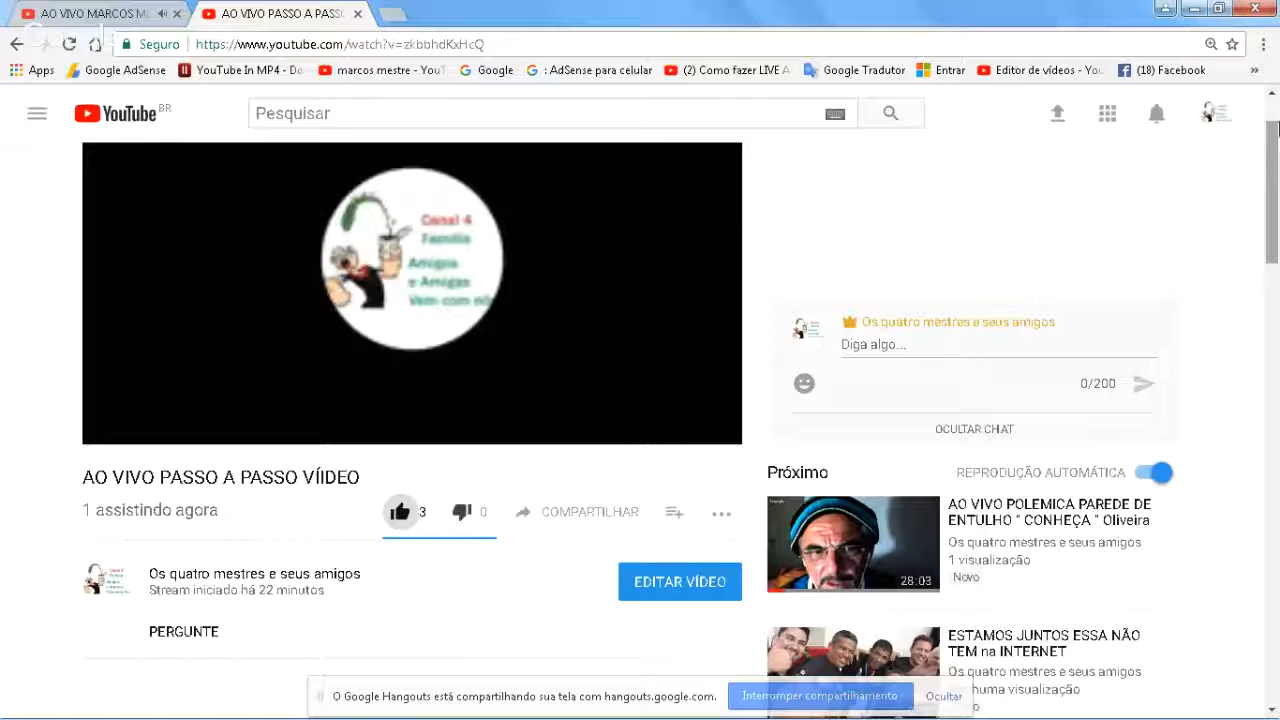 AO VIVO MARCOS M
AO VIVO PASSO A PASS
Seguro
https://www.youtube.com/watch?v=zkbbhdKxHcQ
Apps
Google AdSense
YouTube In MP4 - Do
marcos mestre - You
Google
: AdSense para celular
(2) Como fazer LIVE A
Google Tradutor
Entrar
Editor de vídeos - You
(18) Facebook
»
YouTube BR
Pesquisar
Canal 4
Família
Amigos
e Amigas
Vem com nó
Os quatro mestres e seus amigos
Diga algo...
0/200
OCULTAR CHAT
AO VIVO PASSO A PASSO VÍIDEO
1 assistindo agora
3
0
COMPARTILHAR
Os quatro mestres e seus amigos
Stream iniciado há 22 minutos
EDITAR VÍDEO
PERGUNTE
Próximo
REPRODUÇÃO AUTOMÁTICA
28:03
AO VIVO POLEMICA PAREDE DE
ENTULHO " CONHEÇA " Oliveira
Os quatro mestres e seus amigos
1 visualização
Novo
ESTAMOS JUNTOS ESSA NÃO
TEM na INTERNET
Os quatro mestres e seus amigos
huma visualização
O Google Hangouts está compartilhando sua tela com hangouts.google.com.
Interromper compartilhamento
Ocultar